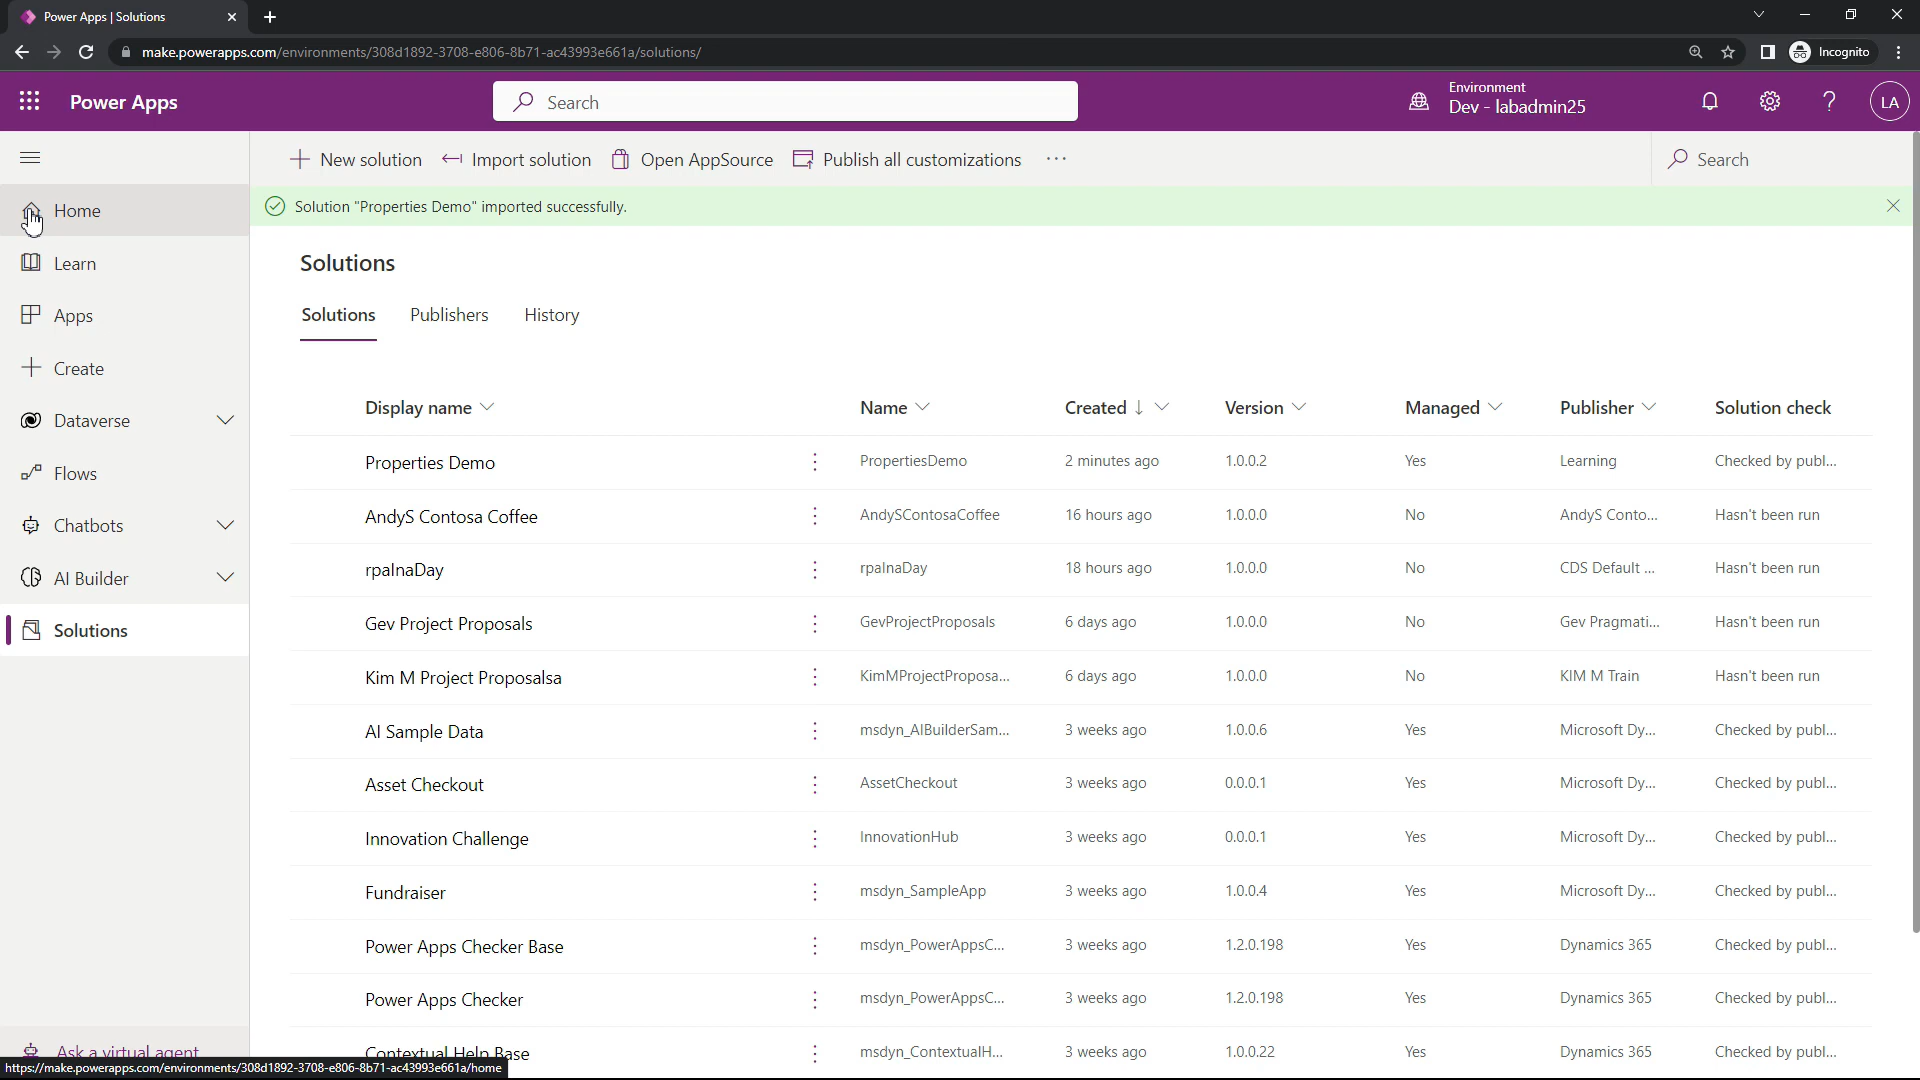 Power Apps | Solutions
make.powerapps.com/environments/308d1892-3708-e806-8b71-ac43993e661a/solutions/
Incognito
Power Apps
Search
Environment
Dev - labadmin25
LA
New solution
Import solution
Open AppSource
Publish all customizations
Search
Home
Learn
Apps
Create
Dataverse
Flows
Chatbots
AI Builder
Solutions
Solution "Properties Demo" imported successfully.
Solutions
Solutions Publishers History
Display name Name Created Version Managed Publisher Solution check
Properties Demo PropertiesDemo 2 minutes ago 1.0.0.2 Yes Learning Checked by publ...
AndyS Contosa Coffee AndySContosaCoffee 16 hours ago 1.0.0.0 No AndyS Conto... Hasn't been run
rpaInaDay rpaInaDay 18 hours ago 1.0.0.0 No CDS Default ... Hasn't been run
Gev Project Proposals GevProjectProposals 6 days ago 1.0.0.0 No Gev Pragmati... Hasn't been run
Kim M Project Proposalsa KimMProjectProposa... 6 days ago 1.0.0.0 No KIM M Train Hasn't been run
AI Sample Data msdyn_AIBuilderSam... 3 weeks ago 1.0.0.6 Yes Microsoft Dy... Checked by publ...
Asset Checkout AssetCheckout 3 weeks ago 0.0.0.1 Yes Microsoft Dy... Checked by publ...
Innovation Challenge InnovationHub 3 weeks ago 0.0.0.1 Yes Microsoft Dy... Checked by publ...
Fundraiser msdyn_SampleApp 3 weeks ago 1.0.0.4 Yes Microsoft Dy... Checked by publ...
Power Apps Checker Base msdyn_PowerAppsC... 3 weeks ago 1.2.0.198 Yes Dynamics 365 Checked by publ...
Power Apps Checker msdyn_PowerAppsC... 3 weeks ago 1.2.0.198 Yes Dynamics 365 Checked by publ...
Contextual Help Base msdyn_ContextualH... 3 weeks ago 1.0.0.22 Yes Dynamics 365 Checked by publ...
Ask a virtual agent
https://make.powerapps.com/environments/308d1892-3708-e806-8b71-ac43993e661a/home